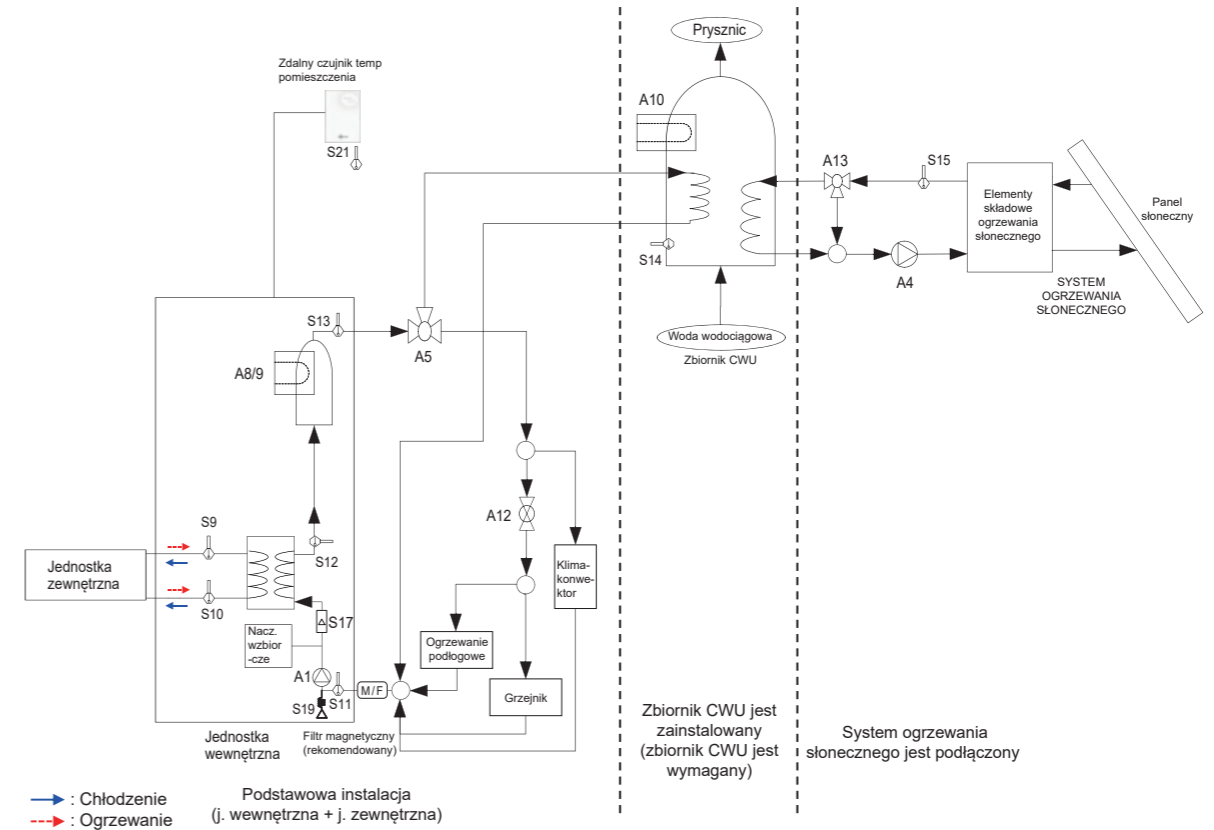 Prysznic
Zdalny czujnik temp
pomieszczenia
S21
A10
S14
A13
S15
Elementy
składowe
ogrzewania
słonecznego
Panel
słoneczny
A4
SYSTEM
OGRZEWANIA
SŁONECZNEGO
Woda wodociągowa
Zbiornik CWU
S13
A5
A8/9
A12
S9
S12
Jednostka
zewnętrzna
S10
Klima-
konwe-
ktor
S17
Nacz.
wzbior
-cze
Ogrzewanie
podłogowe
A1
S19
S11
M/F
Grzejnik
Jednostka
wewnętrzna
Filtr magnetyczny
(rekomendowany)
Zbiornik CWU jest
zainstalowany
(zbiornik CWU jest
wymagany)
System ogrzewania
słonecznego jest podłączony
: Chłodzenie
: Ogrzewanie
Podstawowa instalacja
(j. wewnętrzna + j. zewnętrzna)